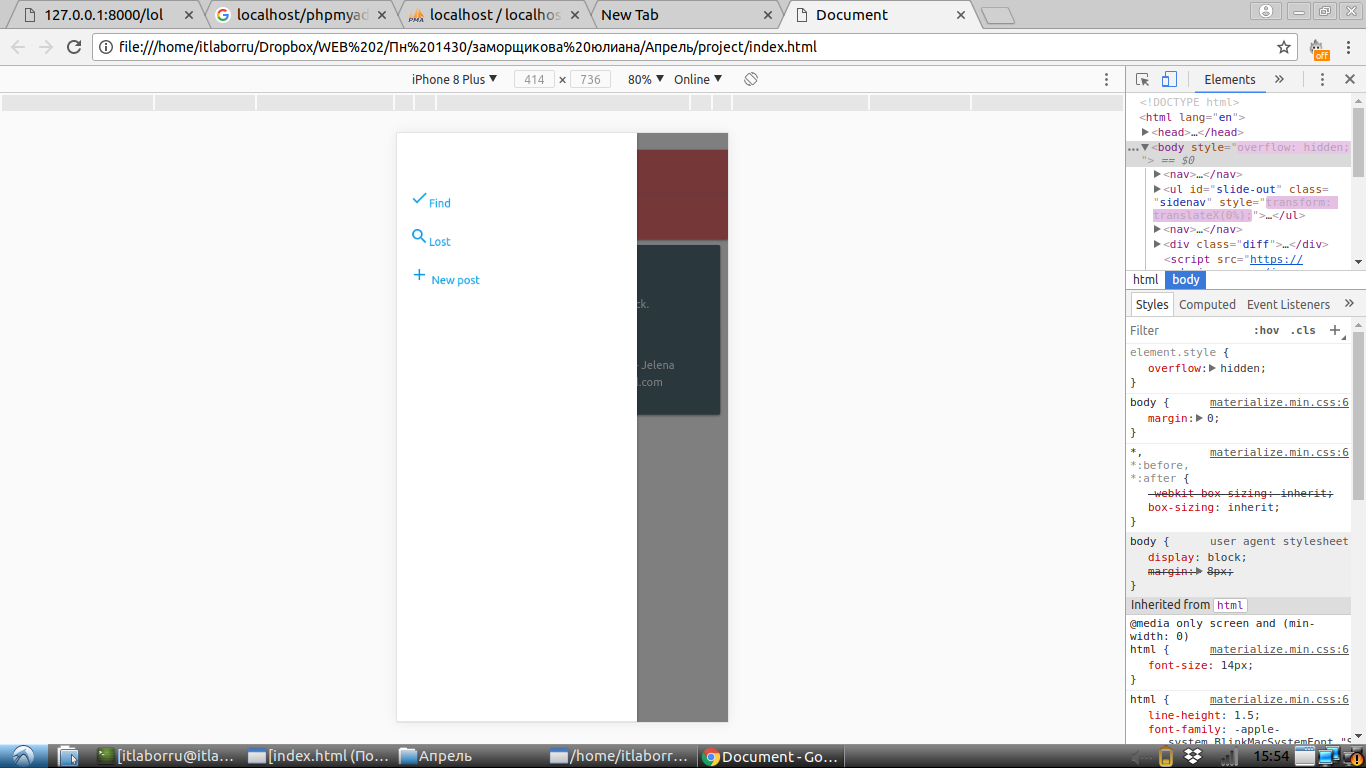 127.0.0.1:8000/lol
localhost/phpmyad
localhost / localhos
New Tab
Document
file:///home/itlaborru/Dropbox/WEB%202/Пн%201430/заморщикова%20юлиана/Апрель/project/index.html
off
iPhone 8 Plus ▼ 414 × 736 80% ▼ Online ▼
Elements »
<!DOCTYPE html>
<html lang="en">
▶<head>…</head>
…▼<body style="overflow: hidden;
"> == $0
▶<nav>…</nav>
▶<ul id="slide-out" class=
"sidenav" style="transform:
translateX(0%);">…</ul>
▶<nav>…</nav>
▶<div class="diff">…</div>
<script src="https://
html body
Styles Computed Event Listeners »
Filter :hov .cls +
element.style {
overflow:▶ hidden;
}
body { materialize.min.css:6
margin:▶ 0;
}
*, materialize.min.css:6
*:before,
*:after {
-webkit-box-sizing: inherit;
box-sizing: inherit;
}
body { user agent stylesheet
display: block;
margin:▶ 8px;
}
Inherited from html
@media only screen and (min-
width: 0)
html { materialize.min.css:6
font-size: 14px;
}
html { materialize.min.css:6
line-height: 1.5;
font-family: -apple-
system,BlinkMacSystemFont,"S
Find
Lost
New post
ck.
- Jelena
l.com
[itlaborru@itla...
[index.html (По...
Апрель
/home/itlaborr...
Document - Go...
15:54